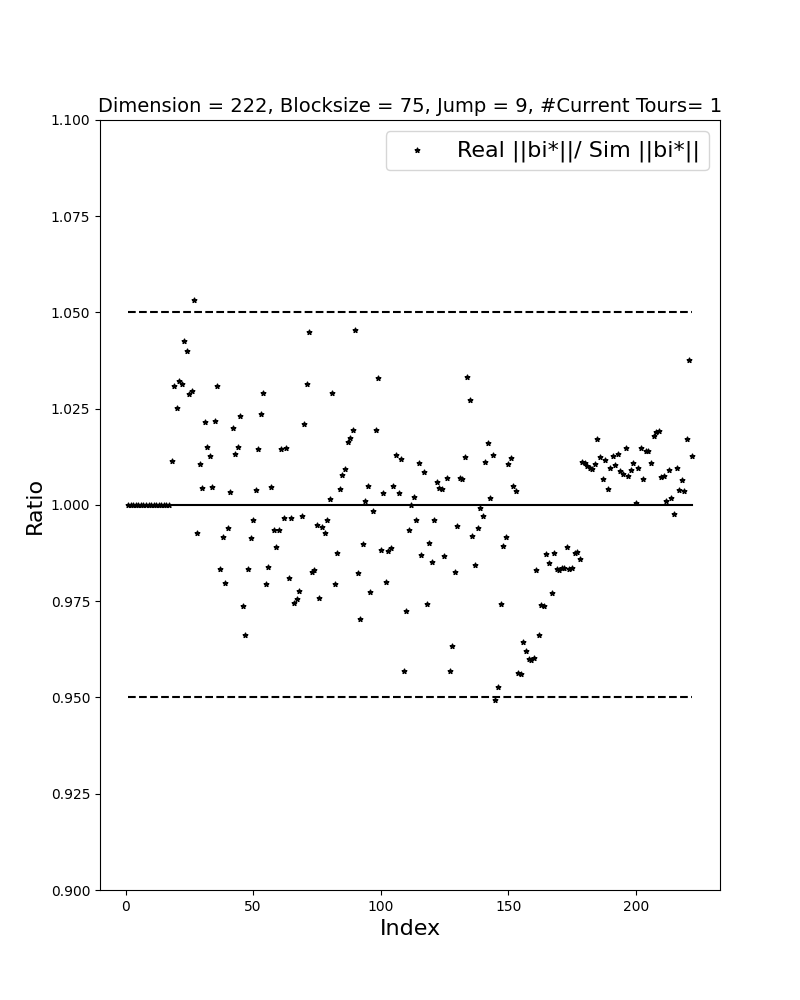 Dimension = 222, Blocksize = 75, Jump = 9, #Current Tours= 1
1.100
1.075
1.050
1.025
1.000
0.975
0.950
0.925
0.900
Ratio
Real ||bi*||/ Sim ||bi*||
0 50 100 150 200
Index